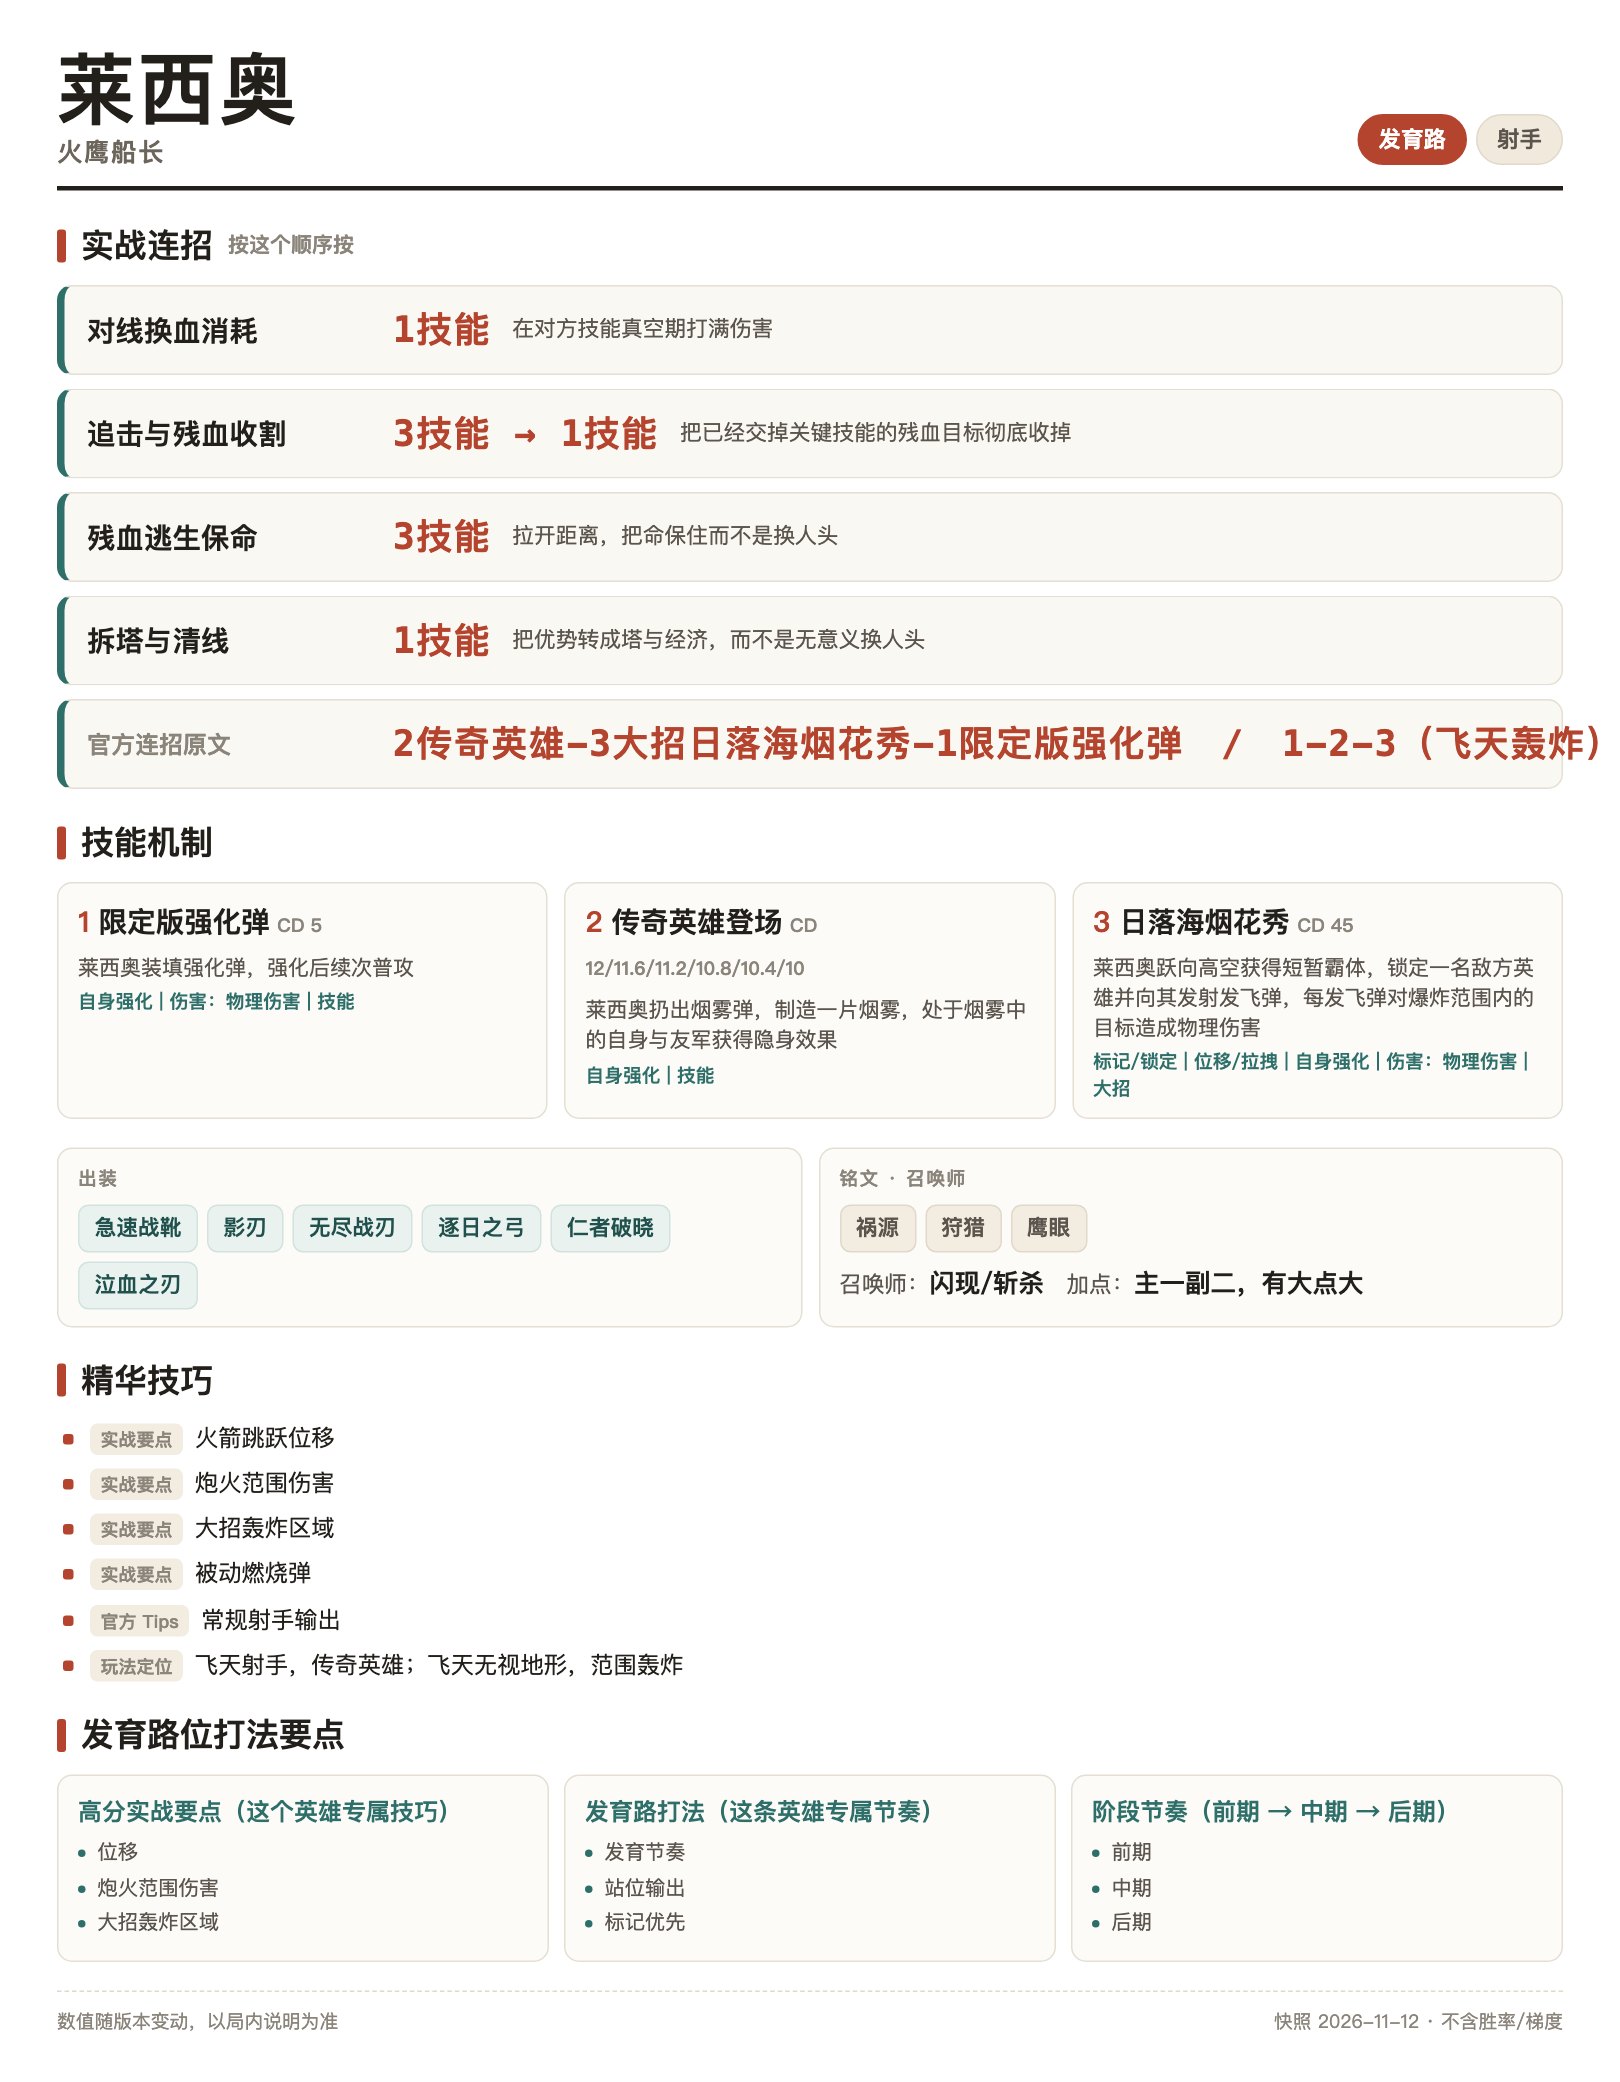 莱西奥
火鹰船长
发育路 射手
实战连招 按这个顺序按
对线换血消耗 1技能 在对方技能真空期打满伤害
追击与残血收割 3技能 → 1技能 把已经交掉关键技能的残血目标彻底收掉
残血逃生保命 3技能 拉开距离，把命保住而不是换人头
拆塔与清线 1技能 把优势转成塔与经济，而不是无意义换人头
官方连招原文 2传奇英雄–3大招日落海烟花秀–1限定版强化弹 / 1–2–3（飞天轰炸）
技能机制
1 限定版强化弹 CD 5
莱西奥装填强化弹，强化后续次普攻
自身强化 | 伤害：物理伤害 | 技能
2 传奇英雄登场 CD
12/11.6/11.2/10.8/10.4/10
莱西奥扔出烟雾弹，制造一片烟雾，处于烟雾中
的自身与友军获得隐身效果
自身强化 | 技能
3 日落海烟花秀 CD 45
莱西奥跃向高空获得短暂霸体，锁定一名敌方英
雄并向其发射发飞弹，每发飞弹对爆炸范围内的
目标造成物理伤害
标记/锁定 | 位移/拉拽 | 自身强化 | 伤害：物理伤害 |
大招
出装
急速战靴 影刃 无尽战刃 逐日之弓 仁者破晓
泣血之刃
铭文 · 召唤师
祸源 狩猎 鹰眼
召唤师：闪现/斩杀 加点：主一副二，有大点大
精华技巧
实战要点 火箭跳跃位移
实战要点 炮火范围伤害
实战要点 大招轰炸区域
实战要点 被动燃烧弹
官方 Tips 常规射手输出
玩法定位 飞天射手，传奇英雄；飞天无视地形，范围轰炸
发育路位打法要点
高分实战要点（这个英雄专属技巧）
位移
炮火范围伤害
大招轰炸区域
发育路打法（这条英雄专属节奏）
发育节奏
站位输出
标记优先
阶段节奏（前期 → 中期 → 后期）
前期
中期
后期
数值随版本变动，以局内说明为准
快照 2026–11–12 · 不含胜率/梯度